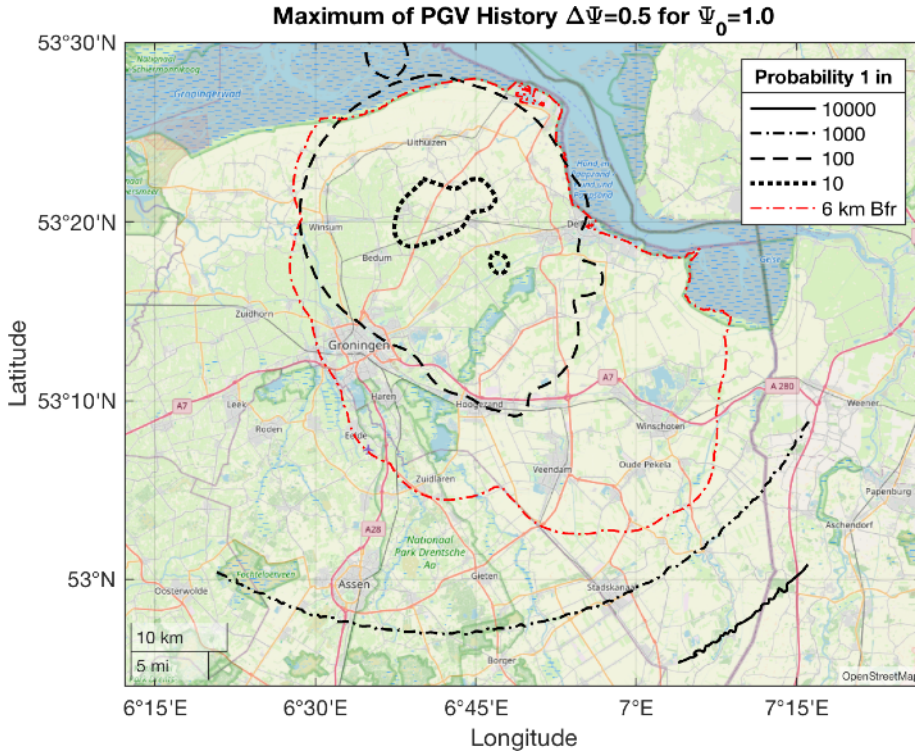 Maximum of PGV History ΔΨ=0.5 for Ψ₀=1.0
53°30'N
53°20'N
53°10'N
53°N
Latitude
6°15'E
6°30'E
6°45'E
7°E
7°15'E
Longitude
Probability 1 in
10000
1000
100
10
6 km Bfr
Nationaal
Groningerwad
Uithuizen
Winsum
Bedum
Zuidhorn
Groningen
A7
Leek
Haren
Roden
Eelde
Hoogezand
A7
A 280
Weener
Winschoten
Zuidlaren
Veendam
Oude Pekela
Papenburg
Aschendorf
A28
Nationaal
Park Drentsche
Aa
Gieten
Assen
Stadskanaal
Oosterwolde
Borger
10 km
5 mi
OpenStreetMap